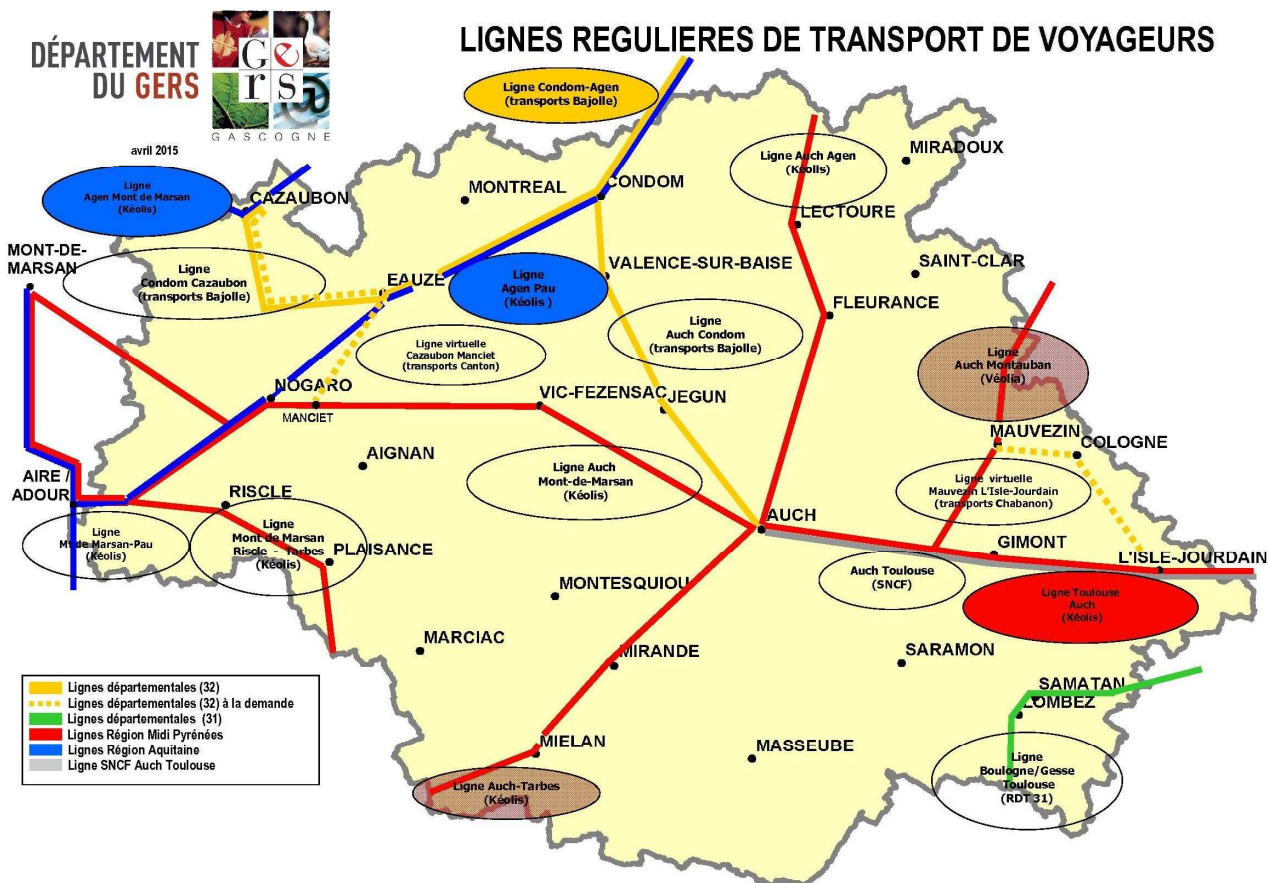 DÉPARTEMENT
DU GERS
G e
r s
GASCOGNE
LIGNES REGULIERES DE TRANSPORT DE VOYAGEURS
avril 2015
Ligne Condom-Agen
(transports Bajolle)
Ligne Auch Agen
(Kéolis)
MIRADOUX
Ligne
Agen Mont de Marsan
(Kéolis)
CAZAUBON
MONTREAL
CONDOM
LECTOURE
MONT-DE-
MARSAN
Ligne
Condom Cazaubon
(transports Bajolle)
EAUZE
Ligne
Agen Pau
(Kéolis )
VALENCE-SUR-BAISE
SAINT-CLAR
FLEURANCE
Ligne virtuelle
Cazaubon Manciet
(transports Canton)
Ligne
Auch Condom
(transports Bajolle)
Ligne
Auch Montauban
(Véolia)
NOGARO
MANCIET
VIC-FEZENSAC
JEGUN
MAUVEZIN
COLOGNE
AIGNAN
Ligne Auch
Mont-de-Marsan
(Kéolis)
Ligne virtuelle
Mauvezin L'Isle-Jourdain
(transports Chabanon)
AIRE /
ADOUR
RISCLE
AUCH
Ligne
Mt de Marsan-Pau
(Kéolis)
Ligne
Mont de Marsan
Riscle - Tarbes
(Kéolis)
PLAISANCE
GIMONT
L'ISLE-JOURDAIN
Auch Toulouse
(SNCF)
MONTESQUIOU
Ligne Toulouse
Auch
(Kéolis)
MARCIAC
MIRANDE
SARAMON
SAMATAN
LOMBEZ
Lignes départementales (32)
Lignes départementales (32) à la demande
Lignes départementales (31)
Lignes Région Midi Pyrénées
Lignes Région Aquitaine
Ligne SNCF Auch Toulouse
MIELAN
MASSEUBE
Ligne
Boulogne/Gesse
Toulouse
(RDT 31)
Ligne Auch-Tarbes
(Kéolis)